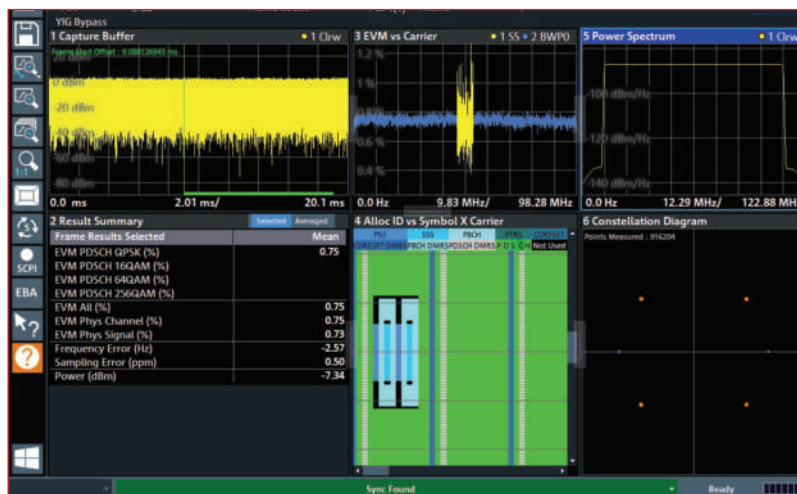 YIG Bypass
1 Capture Buffer
1 Clrw
Frame Start Offset : 9.088126943 ms
20 dBm
0 dBm
-20 dBm
-40 dBm
-60 dBm
-80 dBm
0.0 ms
2.01 ms/
20.1 ms
3 EVM vs Carrier
1 SS
2 BWP0
1.2 %
1 %
0.4 %
0.0 Hz
9.83 MHz/
98.28 MHz
5 Power Spectrum
1 Clrw
-100 dBm/Hz
-120 dBm/Hz
-140 dBm/Hz
0.0 Hz
12.29 MHz/
122.88 MHz
2 Result Summary
Selected
Averaged
Frame Results Selected
Mean
EVM PDSCH QPSK (%)
0.75
EVM PDSCH 16QAM (%)
EVM PDSCH 64QAM (%)
EVM PDSCH 256QAM (%)
EVM All (%)
0.75
EVM Phys Channel (%)
0.75
EVM Phys Signal (%)
0.73
Frequency Error (Hz)
-2.57
Sampling Error (ppm)
0.50
Power (dBm)
-7.34
4 Alloc ID vs Symbol X Carrier
PSS
SSS
PBCH
PTRS
CORESET
CORESET DMRS
PBCH DMRS
PDSCH DMRS
P D S C H
Not Used
6 Constellation Diagram
Points Measured : 916204
1:1
SCPI
EBA
Sync Found
Ready